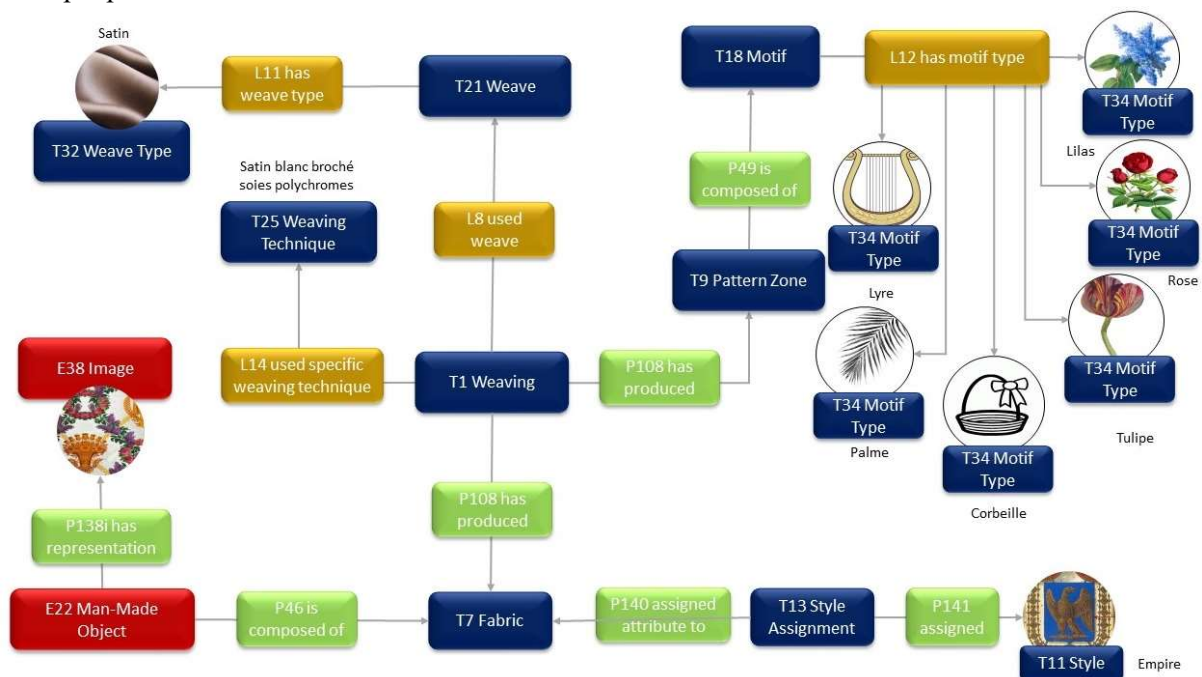 Satin
L11 has
weave type
T21 Weave
T32 Weave Type
Satin blanc broché
soies polychromes
T25 Weaving
Technique
L8 used
weave
E38 Image
L14 used specific
weaving technique
T1 Weaving
P108 has
produced
P138i has
representation
P108 has
produced
E22 Man-Made
Object
P46 is
composed of
T7 Fabric
P140 assigned
attribute to
T13 Style
Assignment
P141
assigned
T11 Style
Empire
T18 Motif
L12 has motif type
P49 is
composed of
T9 Pattern Zone
T34 Motif
Type
Lilas
T34 Motif
Type
Rose
T34 Motif
Type
Lyre
T34 Motif
Type
Tulipe
T34 Motif
Type
Palme
T34 Motif
Type
Corbeille